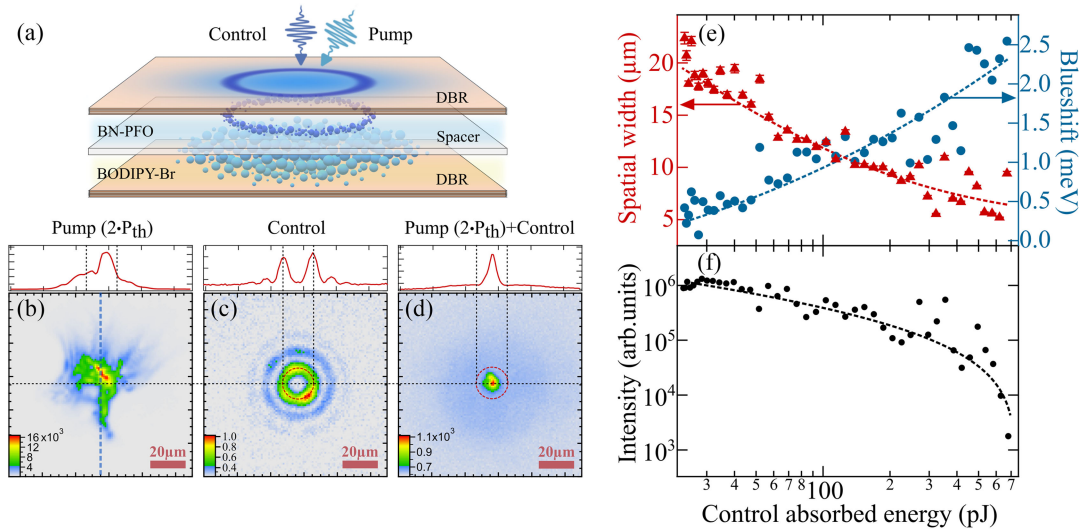 (a)
Control
Pump
DBR
BN-PFO
Spacer
BODIPY-Br
DBR
Pump (2·Pth)
Control
Pump (2·Pth)+Control
(b)
(c)
(d)
16 x10³
12
8
4
20µm
1.0
0.8
0.6
0.4
20µm
1.1x10³
0.9
0.7
20µm
(e)
Spatial width (µm)
20
15
10
5
2.5
2.0
1.5
1.0
0.5
0.0
Blueshift (meV)
(f)
Intensity (arb.units)
10⁶
10⁵
10⁴
10³
3 4 5 6 7 8 100 2 3 4 5 6 7
Control absorbed energy (pJ)